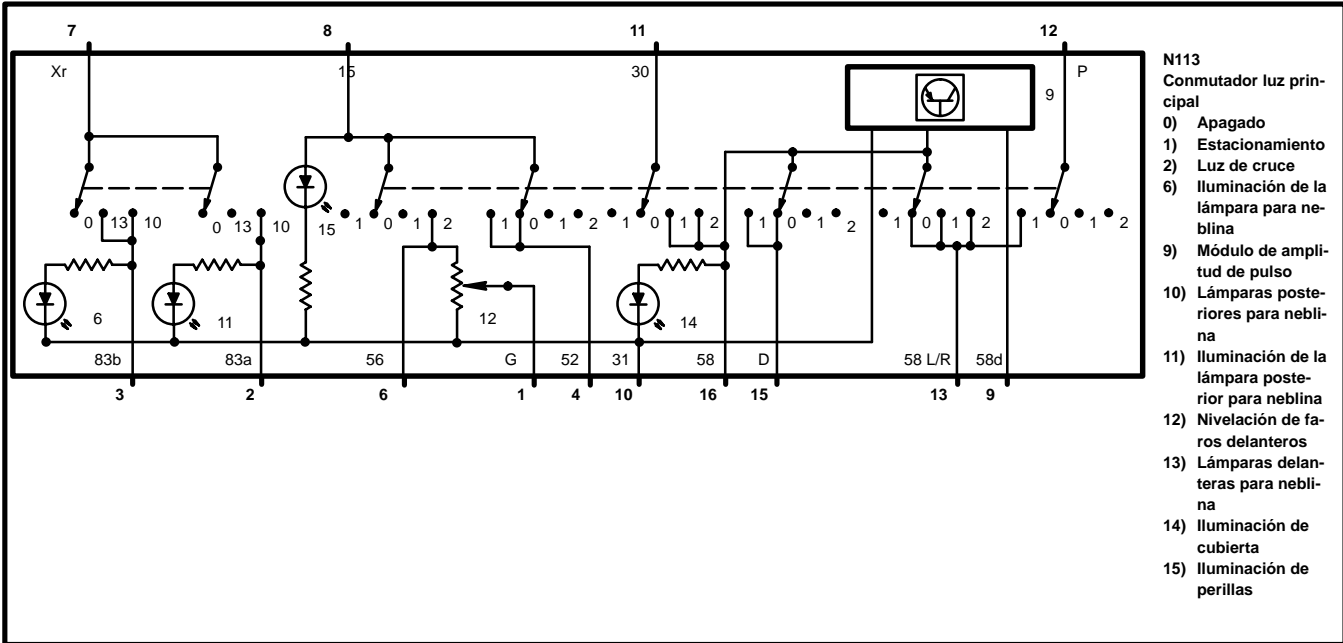 7 8 11 12
Xr 15 30 9 P
0 13 10 0 13 10 15 1 0 1 2 1 0 1 2 1 0 1 2 1 0 1 2 1 0 1 2 1 0 1 2
6 11 12 14
83b 83a 56 G 52 31 58 D 58 L/R 58d
3 2 6 1 4 10 16 15 13 9
N113
Conmutador luz prin-
cipal
0) Apagado
1) Estacionamiento
2) Luz de cruce
6) Iluminación de la
lámpara para ne-
blina
9) Módulo de ampli-
tud de pulso
10) Lámparas poste-
riores para nebli-
na
11) Iluminación de la
lámpara poste-
rior para neblina
12) Nivelación de fa-
ros delanteros
13) Lámparas delan-
teras para nebli-
na
14) Iluminación de
cubierta
15) Iluminación de
perillas